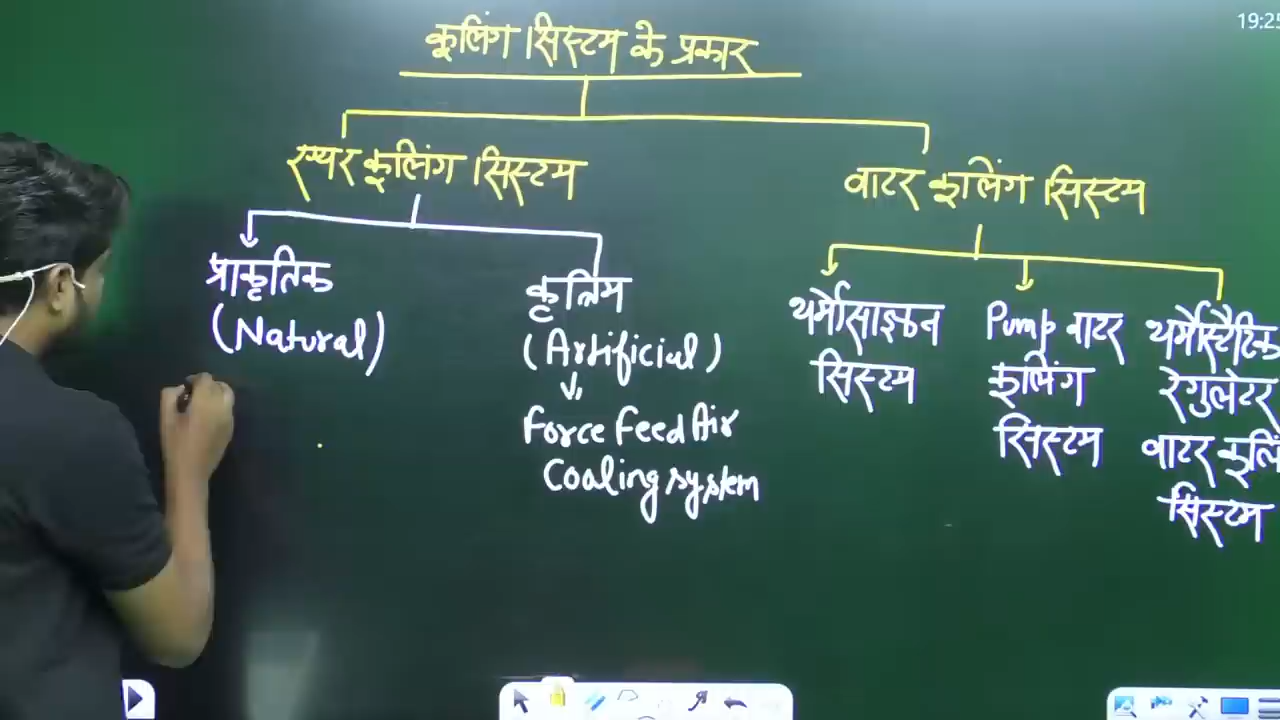 19:25
कूलिंग सिस्टम के प्रकार
एयर कूलिंग सिस्टम
वाटर कूलिंग सिस्टम
प्राकृतिक
(Natural)
कृत्रिम
(Artificial)
Force Feed Air
Coaling system
थर्मोसाइफन
सिस्टम
Pump वाटर
कूलिंग
सिस्टम
थर्मोस्टैटिक
रेगुलेटर
वाटर कूलिं
सिस्टम